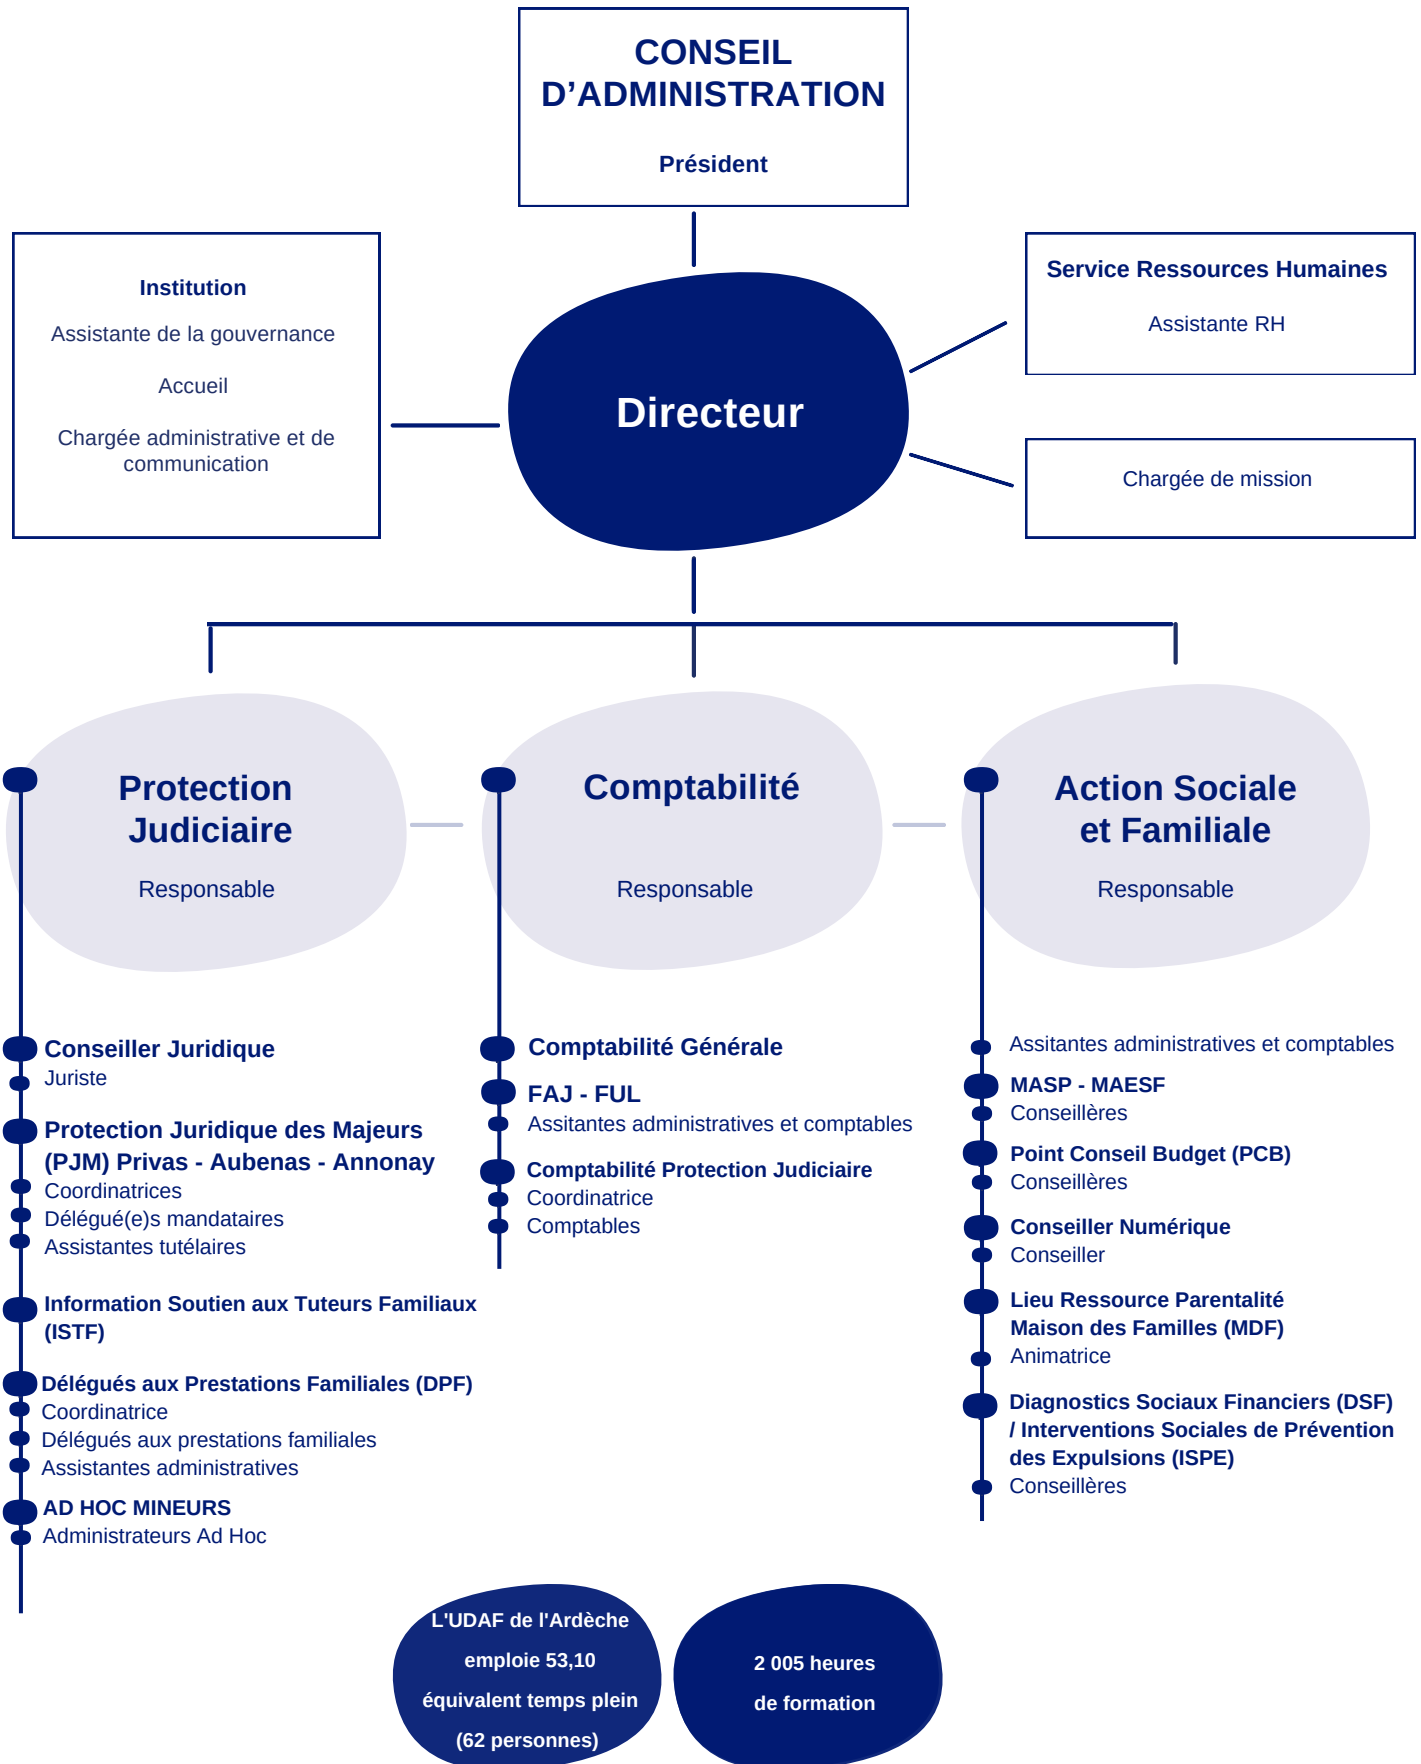 CONSEIL
D’ADMINISTRATION
Président
Institution
Assistante de la gouvernance
Accueil
Chargée administrative et de
communication
Service Ressources Humaines
Assistante RH
Directeur
Chargée de mission
Protection
Judiciaire
Responsable
Comptabilité
Responsable
Action Sociale
et Familiale
Responsable
Conseiller Juridique
Juriste
Protection Juridique des Majeurs
(PJM) Privas - Aubenas - Annonay
Coordinatrices
Délégué(e)s mandataires
Assistantes tutélaires
Information Soutien aux Tuteurs Familiaux
(ISTF)
Délégués aux Prestations Familiales (DPF)
Coordinatrice
Délégués aux prestations familiales
Assistantes administratives
AD HOC MINEURS
Administrateurs Ad Hoc
Comptabilité Générale
FAJ - FUL
Assitantes administratives et comptables
Comptabilité Protection Judiciaire
Coordinatrice
Comptables
Assitantes administratives et comptables
MASP - MAESF
Conseillères
Point Conseil Budget (PCB)
Conseillères
Conseiller Numérique
Conseiller
Lieu Ressource Parentalité
Maison des Familles (MDF)
Animatrice
Diagnostics Sociaux Financiers (DSF)
/ Interventions Sociales de Prévention
des Expulsions (ISPE)
Conseillères
L'UDAF de l'Ardèche
emploie 53,10
équivalent temps plein
(62 personnes)
2 005 heures
de formation